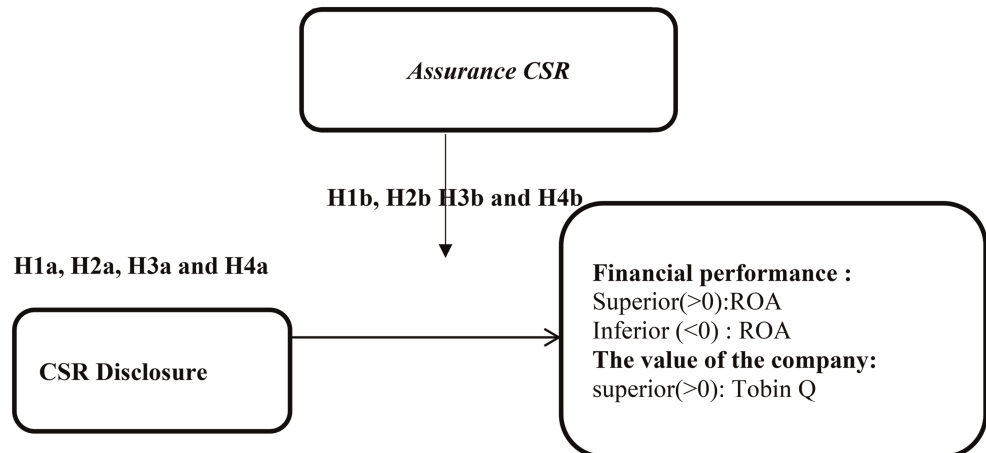 Assurance CSR
H1b, H2b H3b and H4b
H1a, H2a, H3a and H4a
CSR Disclosure
Financial performance :
Superior(>0):ROA
Inferior (<0) : ROA
The value of the company:
superior(>0): Tobin Q